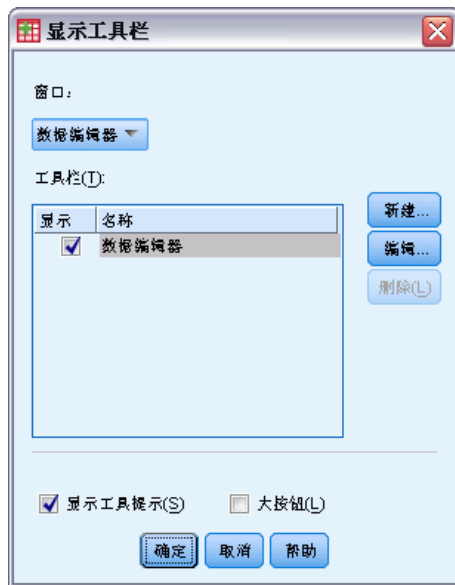 显示工具栏
窗口:
数据编辑器
工具栏(T):
显示 名称
数据编辑器
新建...
编辑...
删除(L)
显示工具提示(S) 大按钮(L)
确定 取消 帮助